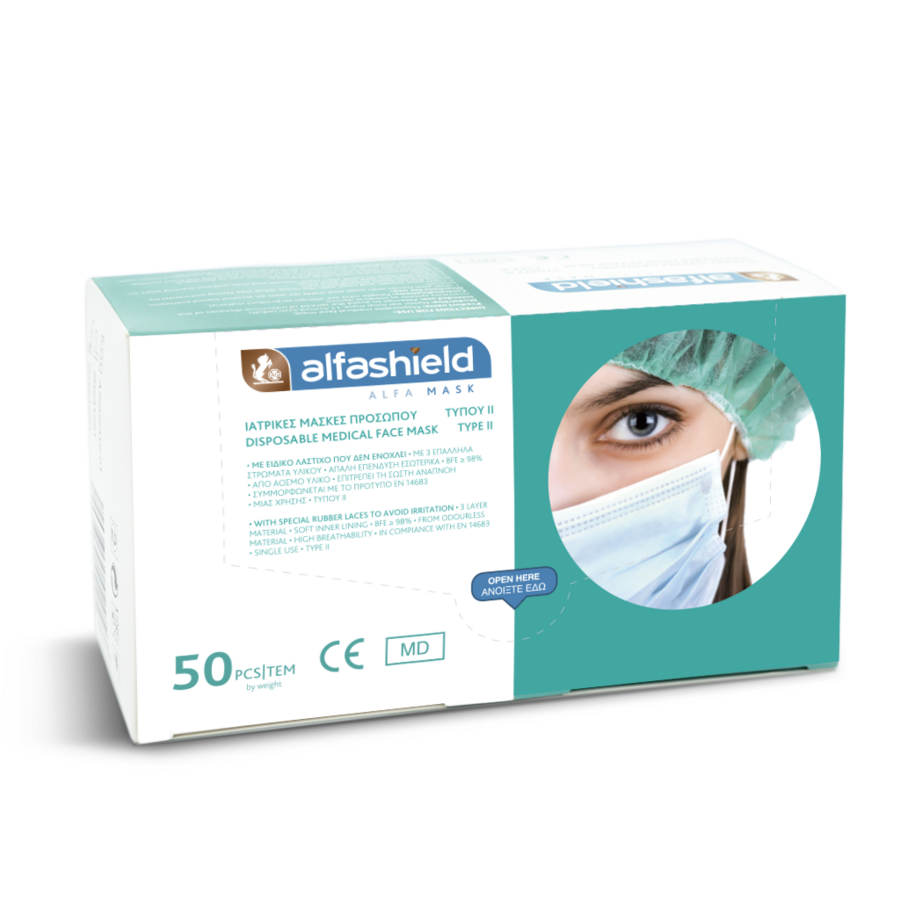 alfashield
alfashield
ALFA MASK
ΙΑΤΡΙΚΕΣ ΜΑΣΚΕΣ ΠΡΟΣΩΠΟΥ ΤΥΠΟΥ ΙΙ
DISPOSABLE MEDICAL FACE MASK TYPE II
• ΜΕ ΕΙΔΙΚΟ ΛΑΣΤΙΧΟ ΠΟΥ ΔΕΝ ΕΝΟΧΛΕΙ • ΜΕ 3 ΕΠΑΛΛΗΛΑ
ΣΤΡΩΜΑΤΑ ΥΛΙΚΟΥ • ΑΠΑΛΗ ΕΠΕΝΔΥΣΗ ΕΣΩΤΕΡΙΚΑ • BFE ≥ 98%
• ΑΠΟ ΑΟΣΜΟ ΥΛΙΚΟ • ΕΠΙΤΡΕΠΕΙ ΤΗ ΣΩΣΤΗ ΑΝΑΠΝΟΗ
• ΣΥΜΜΟΡΦΩΝΕΤΑΙ ΜΕ ΤΟ ΠΡΟΤΥΠΟ EN 14683
• ΜΙΑΣ ΧΡΗΣΗΣ • ΤΥΠΟΥ ΙΙ
• WITH SPECIAL RUBBER LACES TO AVOID IRRITATION • 3 LAYER
MATERIAL • SOFT INNER LINING • BFE ≥ 98% • FROM ODOURLESS
MATERIAL • HIGH BREATHABILITY • IN COMPIANCE WITH EN 14683
• SINGLE USE • TYPE II
OPEN HERE
ΑΝΟΙΞΤΕ ΕΔΩ
50 PCS|ΤΕΜ
by weight
CE
MD